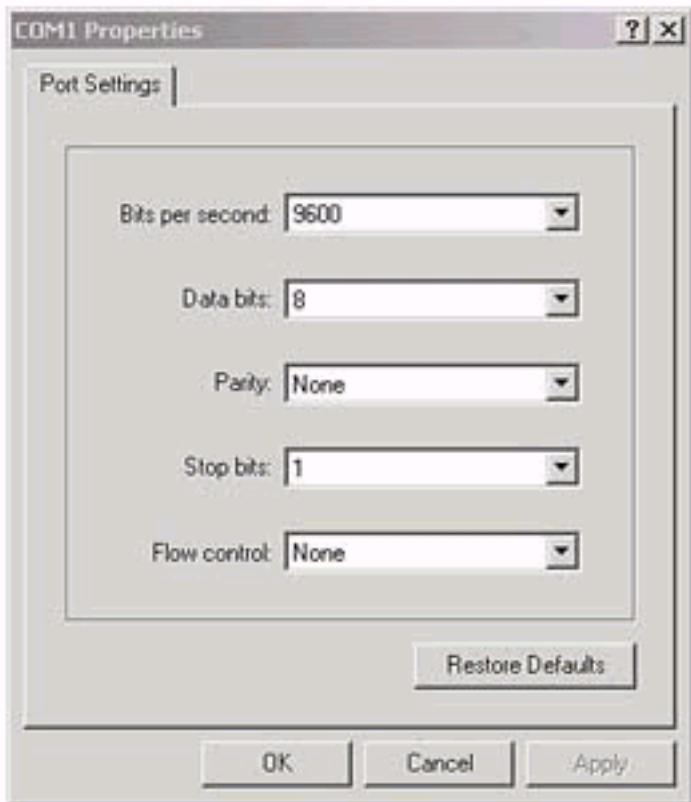 COM1 Properties
Port Settings
Bits per second: 9600
Data bits: 8
Parity: None
Stop bits: 1
Flow control: None
Restore Defaults
OK Cancel Apply